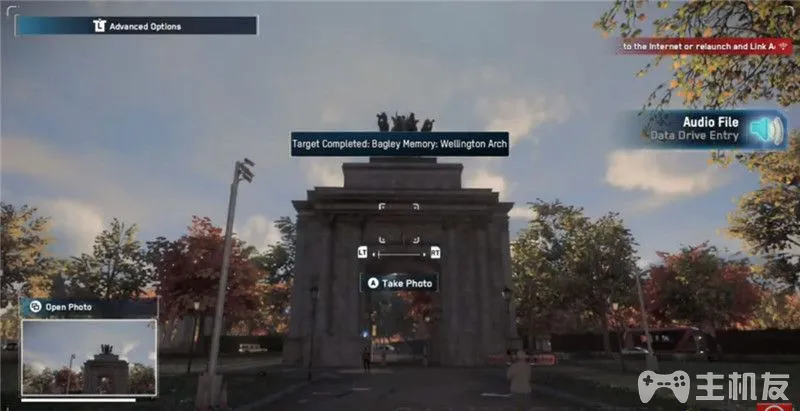 Advanced Options
to the Internet or relaunch and Link A
Audio File
Data Drive Entry
Target Completed: Bagley Memory: Wellington Arch
LT
RT
A Take Photo
Open Photo
主机友